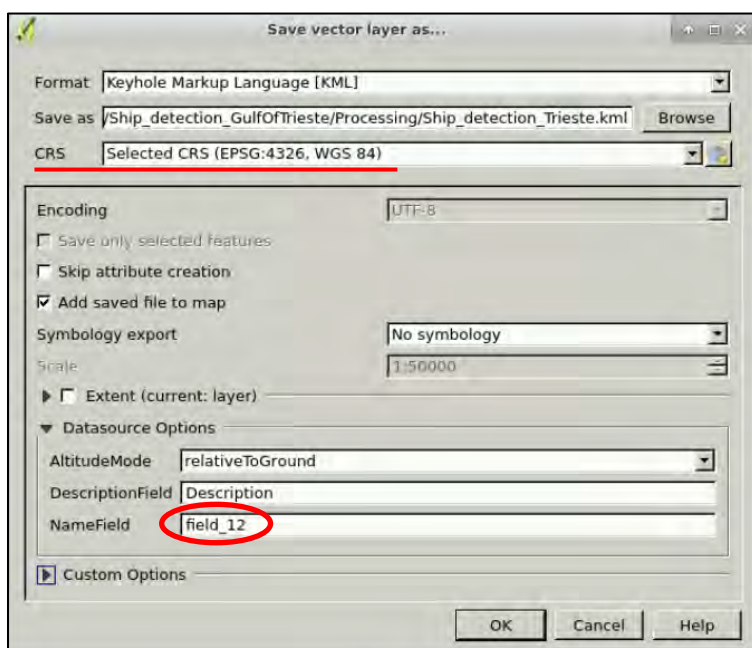 Save vector layer as...
Format Keyhole Markup Language [KML]
Save as /Ship_detection_GulfOfTrieste/Processing/Ship_detection_Trieste.kml Browse
CRS Selected CRS (EPSG:4326, WGS 84)
Encoding UTF-8
Save only selected features
Skip attribute creation
Add saved file to map
Symbology export No symbology
Scale 1:50000
Extent (current: layer)
Datasource Options
AltitudeMode relativeToGround
DescriptionField Description
NameField field_12
Custom Options
OK Cancel Help